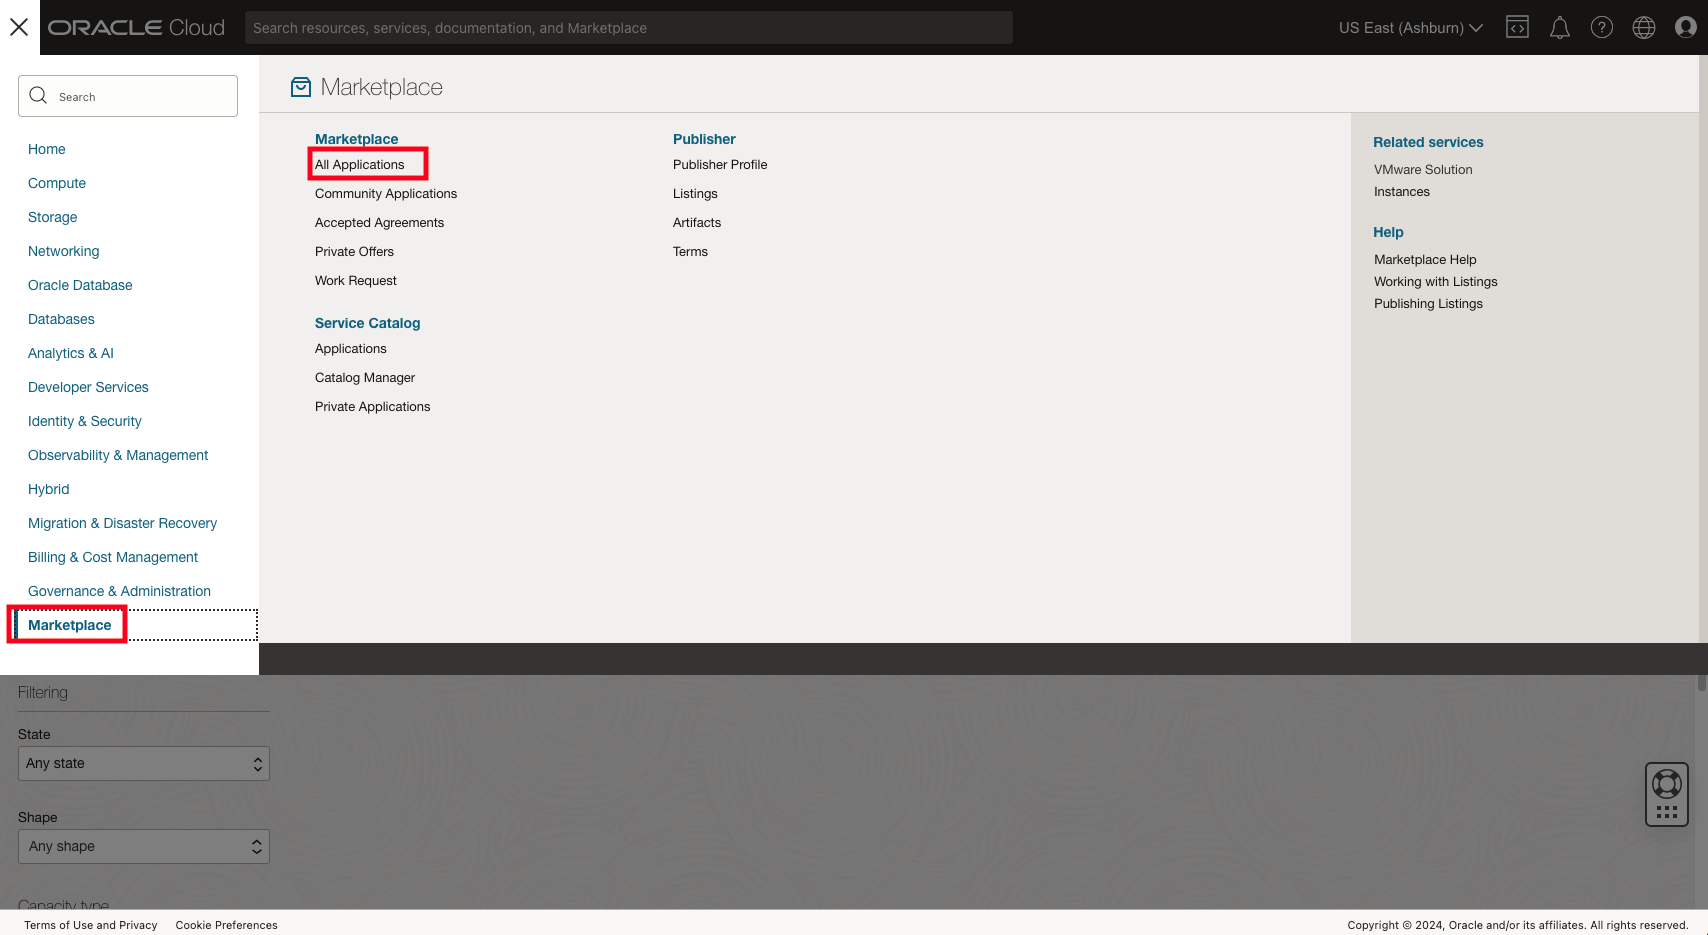 ORACLE Cloud
Search resources, services, documentation, and Marketplace
US East (Ashburn)
Search
Home
Compute
Storage
Networking
Oracle Database
Databases
Analytics & AI
Developer Services
Identity & Security
Observability & Management
Hybrid
Migration & Disaster Recovery
Billing & Cost Management
Governance & Administration
Marketplace
Marketplace
Marketplace
All Applications
Community Applications
Accepted Agreements
Private Offers
Work Request
Service Catalog
Applications
Catalog Manager
Private Applications
Publisher
Publisher Profile
Listings
Artifacts
Terms
Related services
VMware Solution
Instances
Help
Marketplace Help
Working with Listings
Publishing Listings
Filtering
State
Any state
Shape
Any shape
Capacity type
Terms of Use and Privacy Cookie Preferences
Copyright © 2024, Oracle and/or its affiliates. All rights reserved.